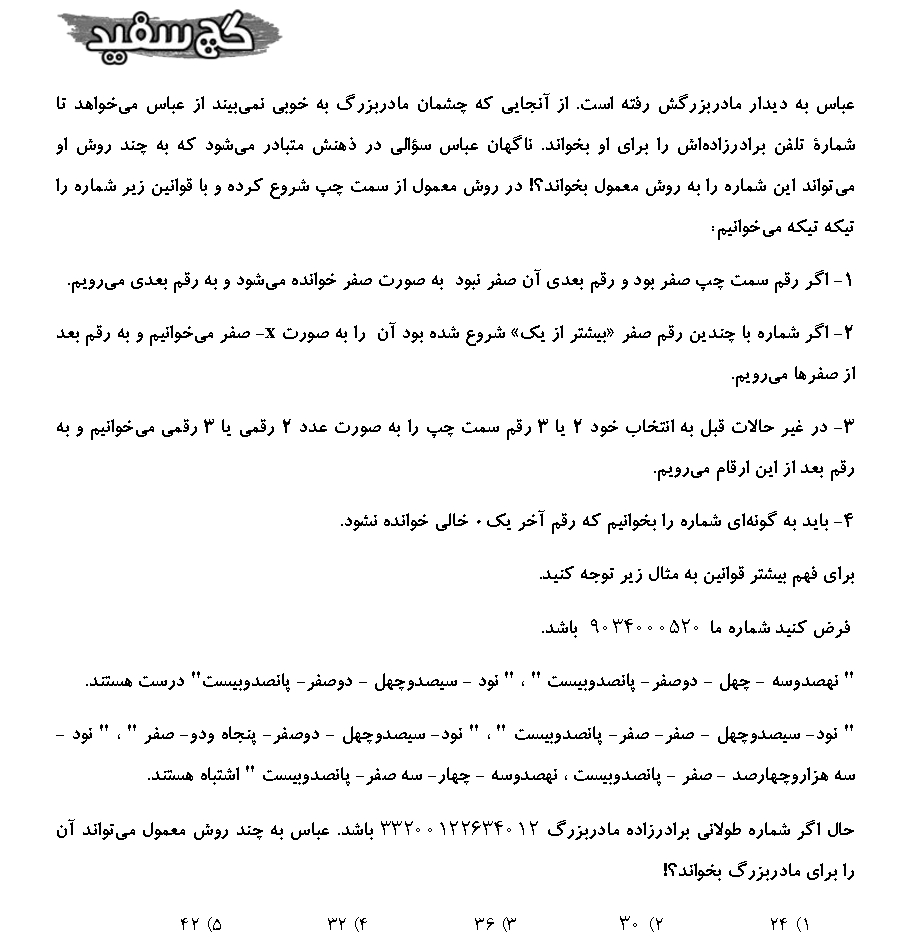 گچ سفید
عباس به دیدار مادربزرگش رفته است. از آنجایی که چشمان مادربزرگ به خوبی نمی‌بیند از عباس می‌خواهد تا
شمارهٔ تلفن برادرزاده‌اش را برای او بخواند. ناگهان عباس سؤالی در ذهنش متبادر می‌شود که به چند روش او
می‌تواند این شماره را به روش معمول بخواند؟! در روش معمول از سمت چپ شروع کرده و با قوانین زیر شماره را
تیکه تیکه می‌خوانیم:
۱- اگر رقم سمت چپ صفر بود و رقم بعدی آن صفر نبود به صورت صفر خوانده می‌شود و به رقم بعدی می‌رویم.
۲- اگر شماره با چندین رقم صفر «بیشتر از یک» شروع شده بود آن را به صورت x- صفر می‌خوانیم و به رقم بعد
از صفرها می‌رویم.
۳- در غیر حالات قبل به انتخاب خود ۲ یا ۳ رقم سمت چپ را به صورت عدد ۲ رقمی یا ۳ رقمی می‌خوانیم و به
رقم بعد از این ارقام می‌رویم.
۴- باید به گونه‌ای شماره را بخوانیم که رقم آخر یک ۰ خالی خوانده نشود.
برای فهم بیشتر قوانین به مثال زیر توجه کنید.
فرض کنید شماره ما ۹۰۳۴۰۰۰۵۲۰ باشد.
" نهصدوسه - چهل - دوصفر- پانصدوبیست " ، " نود - سیصدوچهل - دوصفر- پانصدوبیست" درست هستند.
" نود- سیصدوچهل - صفر- صفر- پانصدوبیست " ، " نود- سیصدوچهل - دوصفر- پنجاه ودو- صفر " ، " نود -
سه هزاروچهارصد - صفر - پانصدوبیست ، نهصدوسه - چهار- سه صفر- پانصدوبیست " اشتباه هستند.
حال اگر شماره طولانی برادرزاده مادربزرگ ۳۳۲۰۰۱۲۲۶۳۴۰۱۲ باشد. عباس به چند روش معمول می‌تواند آن
را برای مادربزرگ بخواند؟!
۱) ۲۴ ۲) ۳۰ ۳) ۳۶ ۴) ۳۲ ۵) ۴۲